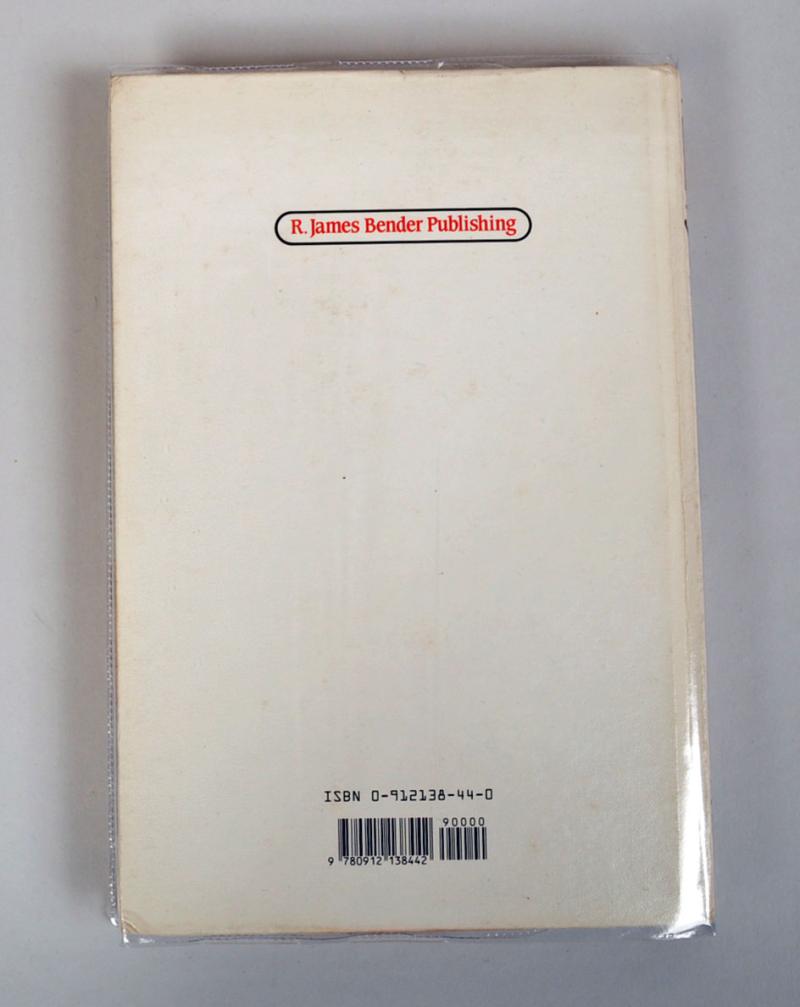 R. James Bender Publishing
ISBN 0-912138-44-0
90000
9 780912 138442